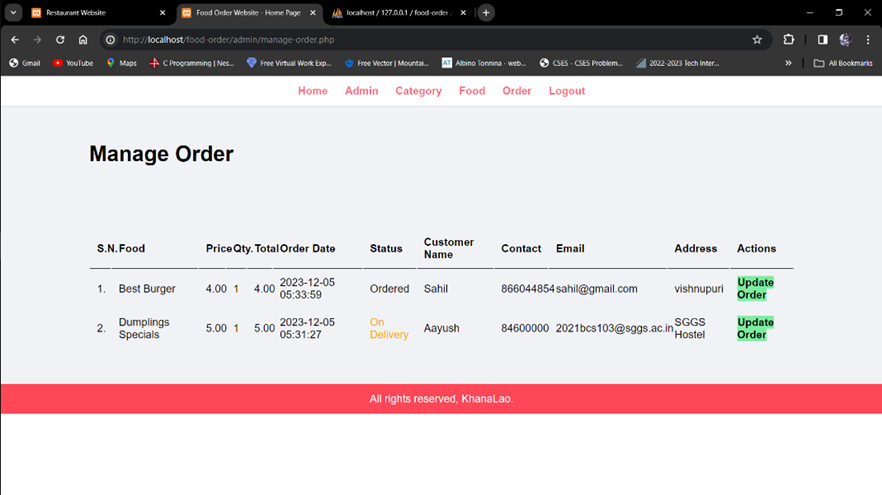 Restaurant Website
Food Order Website - Home Page
localhost / 127.0.0.1 / food-order
http://localhost/food-order/admin/manage-order.php
Gmail YouTube Maps C Programming | Nes... Free Virtual Work Exp... Free Vector | Mountai... AT Albino Tonnina - web... CSES - CSES Problem... 2022-2023 Tech Inter... » All Bookmarks
Home Admin Category Food Order Logout
Manage Order
S.N. Food Price Qty. Total Order Date Status Customer Name Contact Email Address Actions
1. Best Burger 4.00 1 4.00 2023-12-05 05:33:59 Ordered Sahil 866044854 sahil@gmail.com vishnupuri Update Order
2. Dumplings Specials 5.00 1 5.00 2023-12-05 05:31:27 On Delivery Aayush 84600000 2021bcs103@sggs.ac.in SGGS Hostel Update Order
All rights reserved, KhanaLao.